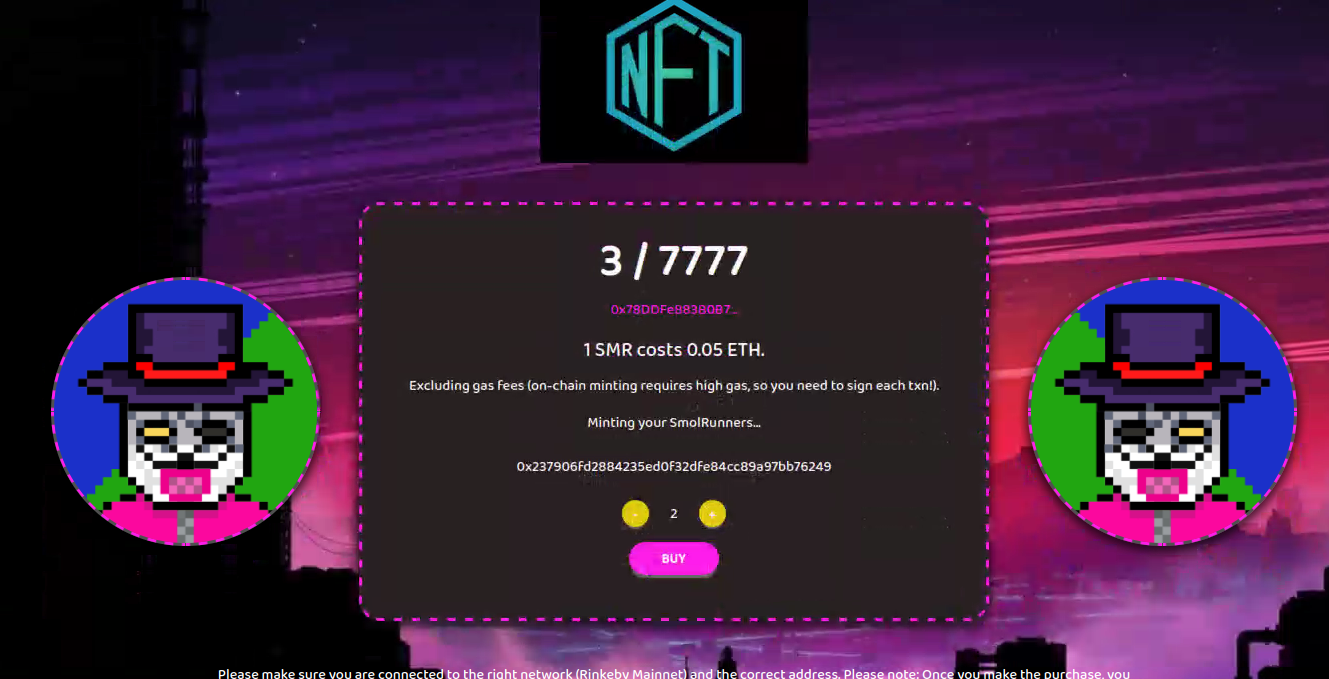 NFT
3 / 7777
0x78DDFeB83B0B7...
1 SMR costs 0.05 ETH.
Excluding gas fees (on-chain minting requires high gas, so you need to sign each txn!).
Minting your SmolRunners...
0x237906fd2884235ed0f32dfe84cc89a97bb76249
- 2 +
BUY
Please make sure you are connected to the right network (Rinkeby Mainnet) and the correct address. Please note: Once you make the purchase, you